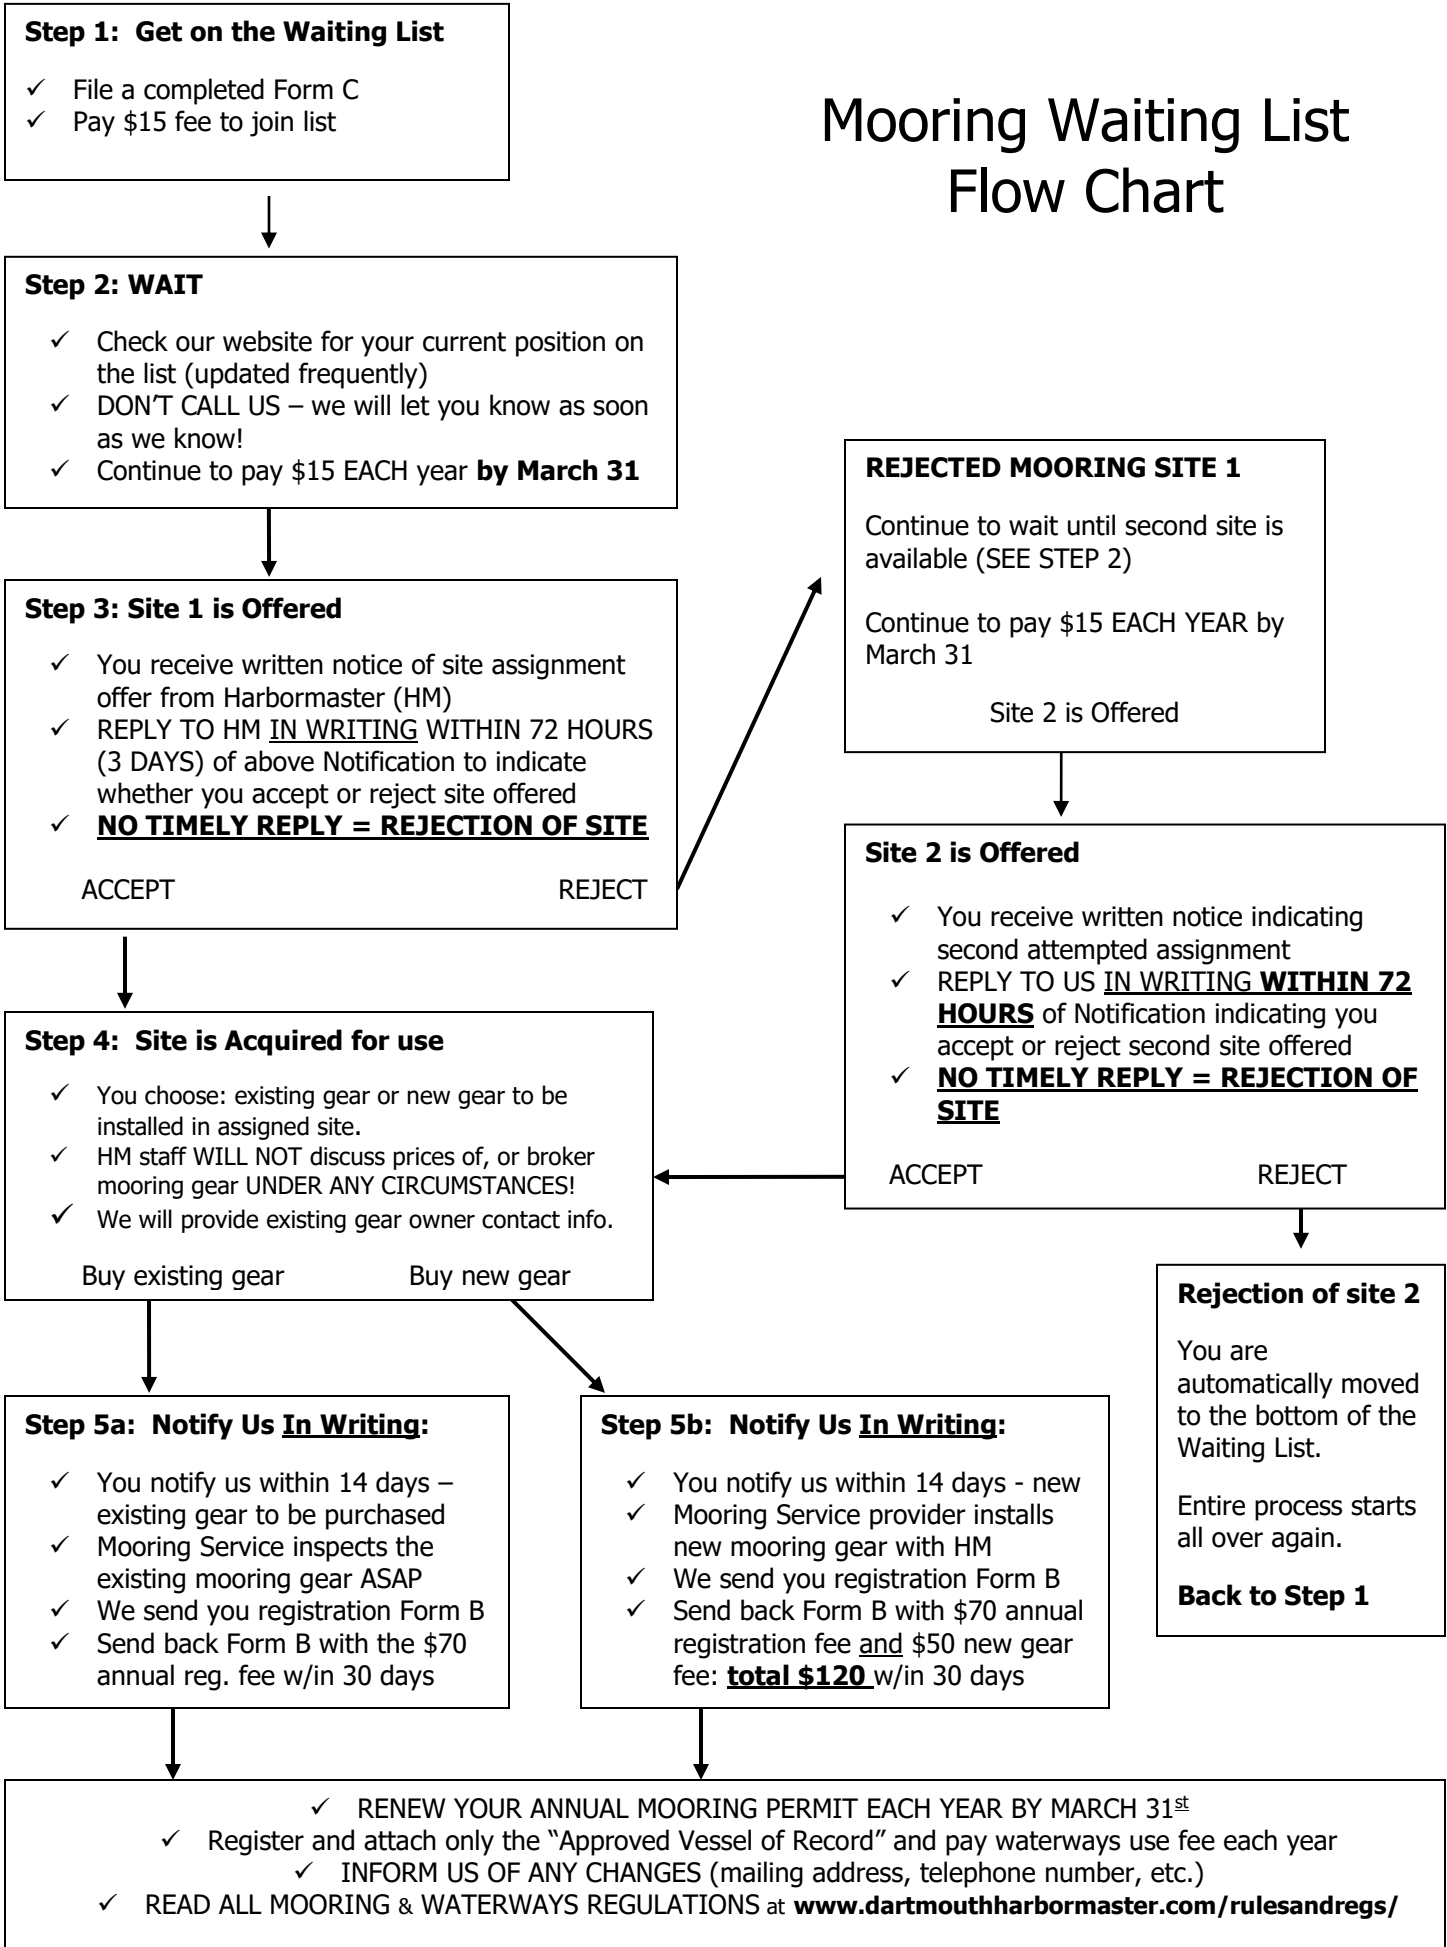 Step 1: Get on the Waiting List
✓ File a completed Form C
✓ Pay $15 fee to join list
Mooring Waiting List
Flow Chart
Step 2: WAIT
✓ Check our website for your current position on
the list (updated frequently)
✓ DON'T CALL US – we will let you know as soon
as we know!
✓ Continue to pay $15 EACH year by March 31
REJECTED MOORING SITE 1
Continue to wait until second site is
available (SEE STEP 2)
Continue to pay $15 EACH YEAR by
March 31
Site 2 is Offered
Step 3: Site 1 is Offered
✓ You receive written notice of site assignment
offer from Harbormaster (HM)
✓ REPLY TO HM IN WRITING WITHIN 72 HOURS
(3 DAYS) of above Notification to indicate
whether you accept or reject site offered
✓ NO TIMELY REPLY = REJECTION OF SITE
ACCEPT REJECT
Site 2 is Offered
✓ You receive written notice indicating
second attempted assignment
✓ REPLY TO US IN WRITING WITHIN 72
HOURS of Notification indicating you
accept or reject second site offered
✓ NO TIMELY REPLY = REJECTION OF
SITE
ACCEPT REJECT
Step 4: Site is Acquired for use
✓ You choose: existing gear or new gear to be
installed in assigned site.
✓ HM staff WILL NOT discuss prices of, or broker
mooring gear UNDER ANY CIRCUMSTANCES!
✓ We will provide existing gear owner contact info.
Buy existing gear Buy new gear
Rejection of site 2
You are
automatically moved
to the bottom of the
Waiting List.
Entire process starts
all over again.
Back to Step 1
Step 5a: Notify Us In Writing:
✓ You notify us within 14 days –
existing gear to be purchased
✓ Mooring Service inspects the
existing mooring gear ASAP
✓ We send you registration Form B
✓ Send back Form B with the $70
annual reg. fee w/in 30 days
Step 5b: Notify Us In Writing:
✓ You notify us within 14 days - new
✓ Mooring Service provider installs
new mooring gear with HM
✓ We send you registration Form B
✓ Send back Form B with $70 annual
registration fee and $50 new gear
fee: total $120 w/in 30 days
✓ RENEW YOUR ANNUAL MOORING PERMIT EACH YEAR BY MARCH 31st
✓ Register and attach only the “Approved Vessel of Record” and pay waterways use fee each year
✓ INFORM US OF ANY CHANGES (mailing address, telephone number, etc.)
✓ READ ALL MOORING & WATERWAYS REGULATIONS at www.dartmouthharbormaster.com/rulesandregs/